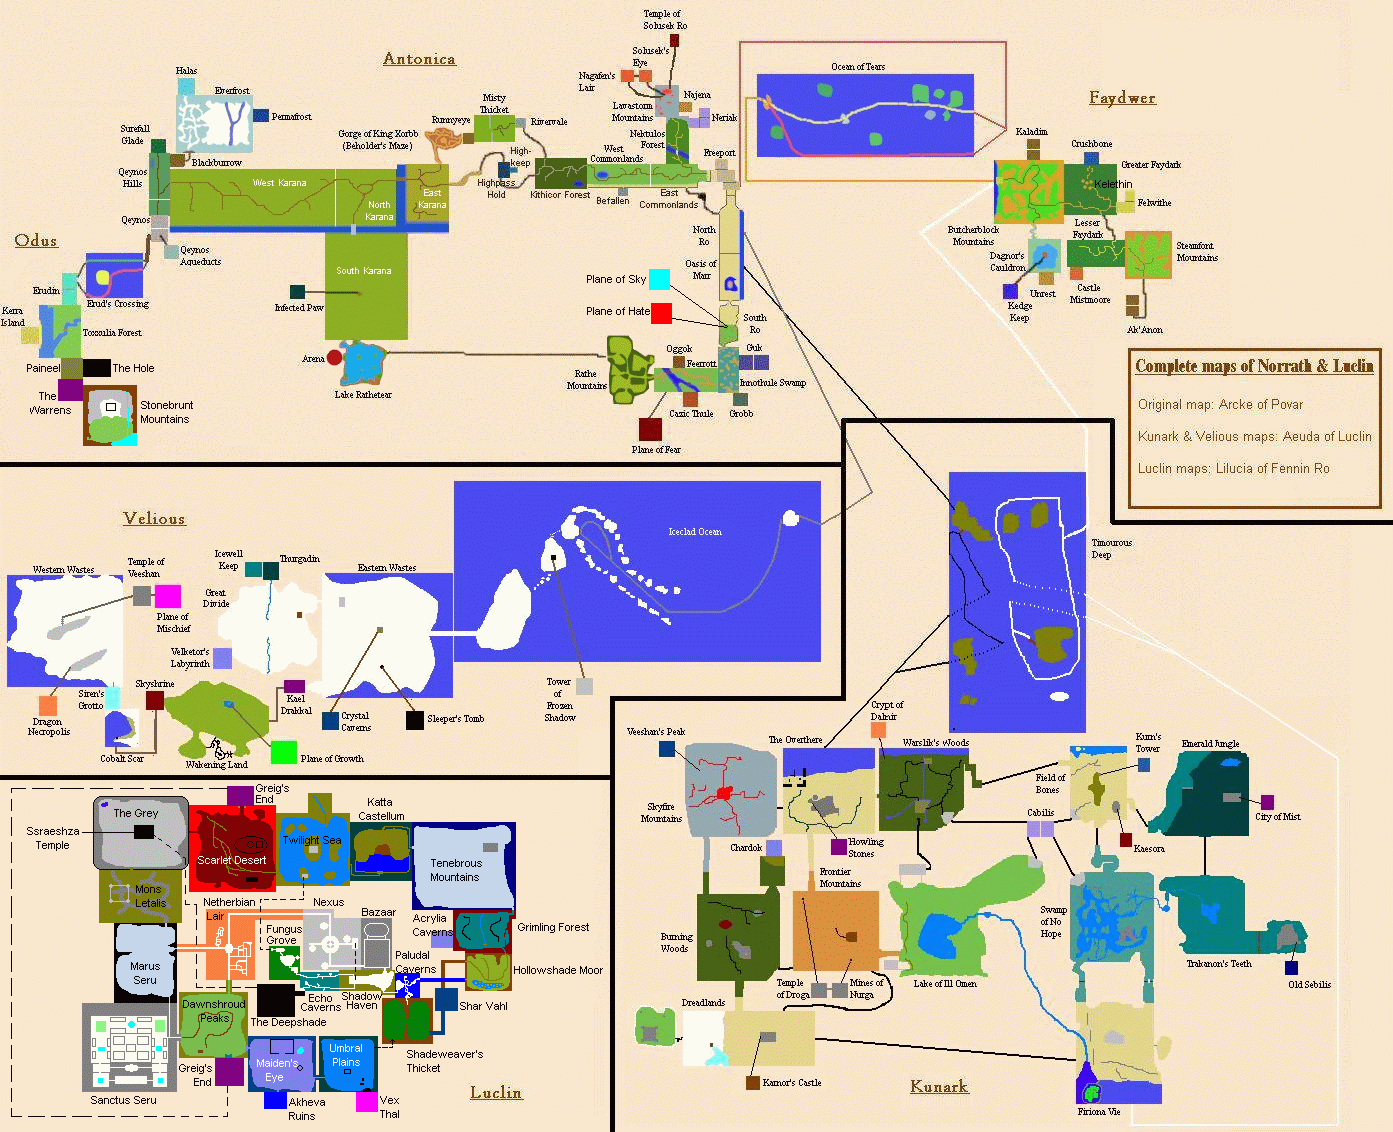 Antonica
Temple of
Solusek Ro
Solusek's
Eye
Nagafen's
Lair
Lavastorm
Mountains
Najena
Neriak
Nektulos
Forest
Halas
Everfrost
Permafrost
Surefall
Glade
Blackburrow
Qeynos
Hills
Qeynos
Qeynos
Aqueducts
West Karana
North
Karana
East
Karana
South Karana
Infected Paw
Gorge of King Xorbb
(Beholder's Maze)
Runnyeye
Misty
Thicket
Rivervale
High-
keep
Highpass
Hold
Kithicor Forest
West
Commonlands
Befallen
East
Commonlands
Freeport
North
Ro
Oasis of
Marr
South
Ro
Plane of Sky
Plane of Hate
Oggok
Feerrott
Guk
Innothule Swamp
Grobb
Cazic Thule
Plane of Fear
Rathe
Mountains
Arena
Lake Rathetear
Ocean of Tears
Faydwer
Kaladim
Crushbone
Greater Faydark
Kelethin
Felwithe
Butcherblock
Mountains
Lesser
Faydark
Steamfont
Mountains
Dagnor's
Cauldron
Unrest
Castle
Mistmoore
Kedge
Keep
Ak'Anon
Odus
Erudin
Erud's Crossing
Kerra
Island
Toxxulia Forest
Paineel
The Hole
The
Warrens
Stonebrunt
Mountains
Complete maps of Norrath & Luclin
Original map: Arcke of Povar
Kunark & Velious maps: Aeuda of Luclin
Luclin maps: Lilucia of Fennin Ro
Velious
Western Wastes
Temple of
Veeshan
Plane of
Mischief
Icewell
Keep
Thurgadin
Great
Divide
Velketor's
Labyrinth
Eastern Wastes
Iceclad Ocean
Tower
of
Frozen
Shadow
Crystal
Caverns
Sleeper's Tomb
Kael
Drakkal
Plane of Growth
Wakening Land
Skyshrine
Siren's
Grotto
Cobalt Scar
Dragon
Necropolis
Timourous
Deep
Veeshan's Peak
The Overthere
Crypt of
Dalnir
Warslik's Woods
Skyfire
Mountains
Chardok
Howling
Stones
Frontier
Mountains
Field of
Bones
Kurn's
Tower
Emerald Jungle
City of Mist
Cabilis
Kaesora
Burning
Woods
Temple
of Droga
Mines of
Nurga
Lake of Ill Omen
Swamp
of No
Hope
Trakanon's Teeth
Old Sebilis
Dreadlands
Karnor's Castle
Kunark
Firiona Vie
Greig's
End
The Grey
Ssraeshza
Temple
Scarlet Desert
Twilight Sea
Katta
Castellum
Tenebrous
Mountains
Mons
Letalis
Netherbian
Lair
Nexus
Bazaar
Acrylia
Caverns
Grimling Forest
Fungus
Grove
Marus
Seru
Paludal
Caverns
Hollowshade Moor
Echo
Caverns
Shadow
Haven
Shar Vahl
The Deepshade
Dawnshroud
Peaks
Shadeweaver's
Thicket
Maiden's
Eye
Umbral
Plains
Greig's
End
Sanctus Seru
Akheva
Ruins
Vex
Thal
Luclin